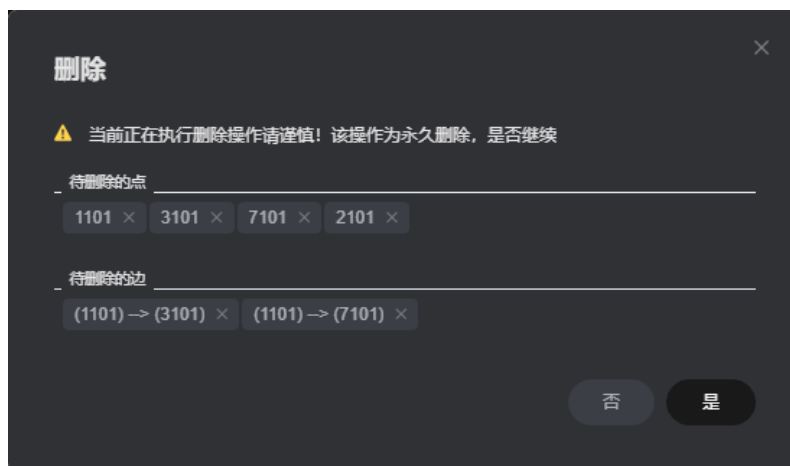 删除
当前正在执行删除操作请谨慎！该操作为永久删除，是否继续
待删除的点
1101 × 3101 × 7101 × 2101 ×
待删除的边
(1101) --> (3101) × (1101) --> (7101) ×
否 是